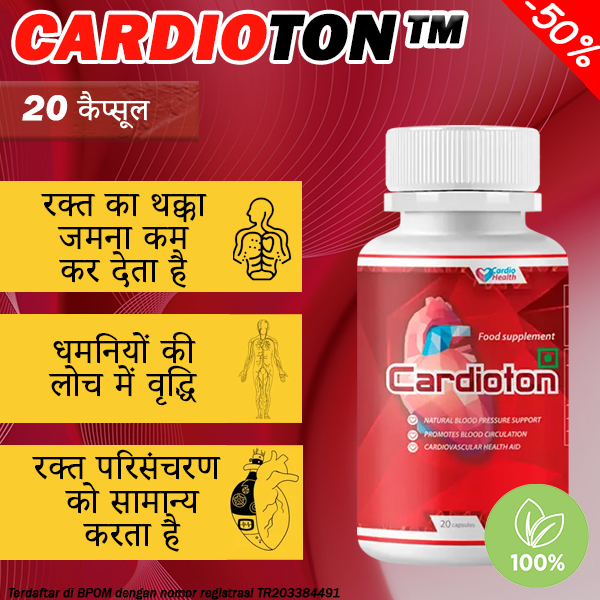 CARDIOTON™
-50%
20 कैप्सूल
रक्त का थक्का
जमना कम
कर देता है
धमनियों की
लोच में वृद्धि
रक्त परिसंचरण
को सामान्य
करता है
Cardio
Health
Food supplement
Cardioton
NATURAL BLOOD PRESSURE SUPPORT
PROMOTES BLOOD CIRCULATION
CARDIOVASCULAR HEALTH AID
20 capsules
100%
Terdaftar di BPOM dengan nomor registrasi TR203384491